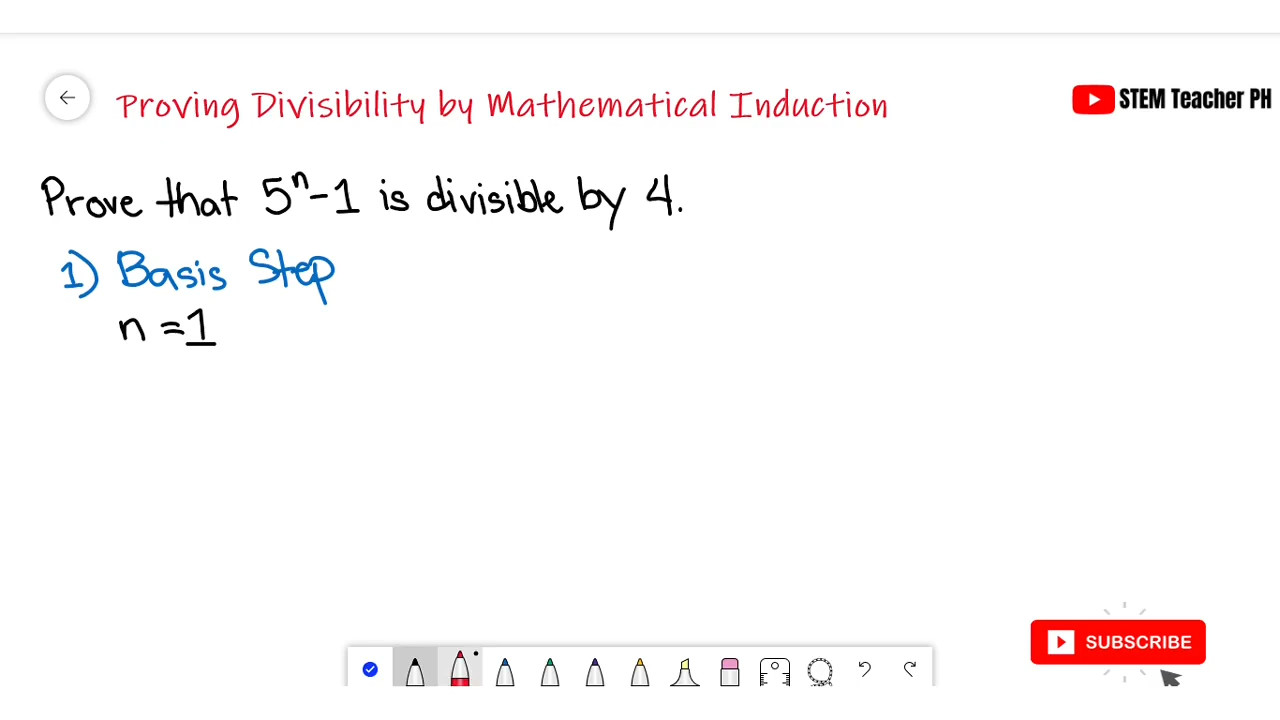 Proving Divisibility by Mathematical Induction
STEM Teacher PH
Prove that 5ⁿ-1 is divisible by 4.
1) Basis Step
n = 1
SUBSCRIBE